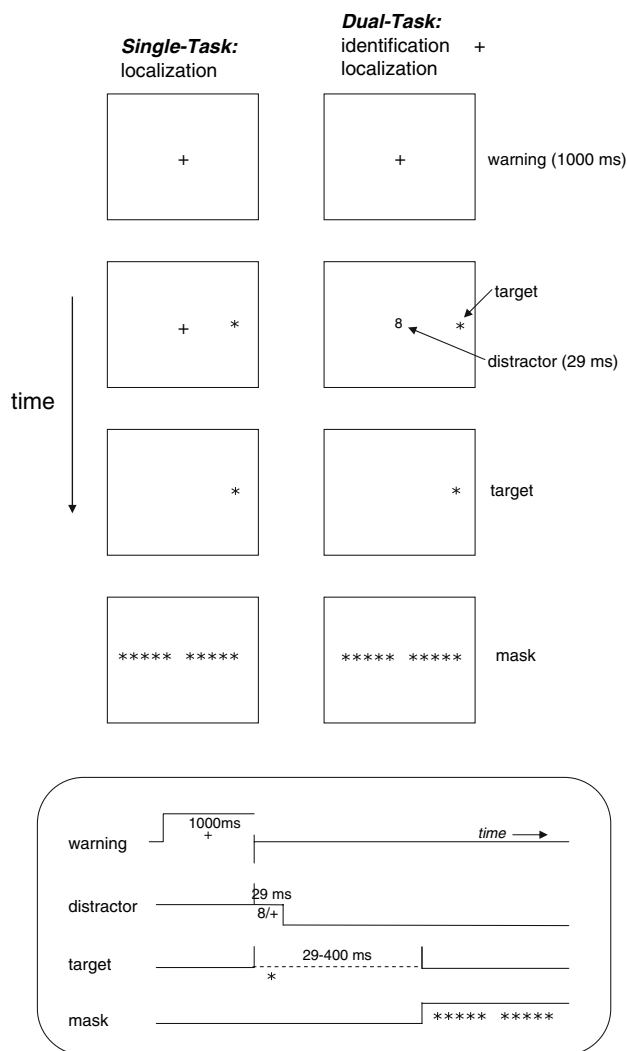 Single-Task:
localization
Dual-Task:
identification +
localization
+
+
warning (1000 ms)
time
+ *
8 *
target
distractor (29 ms)
*
*
target
***** *****
***** *****
mask
warning
1000ms
+
time
distractor
29 ms
8/+
target
29-400 ms
*
mask
***** *****